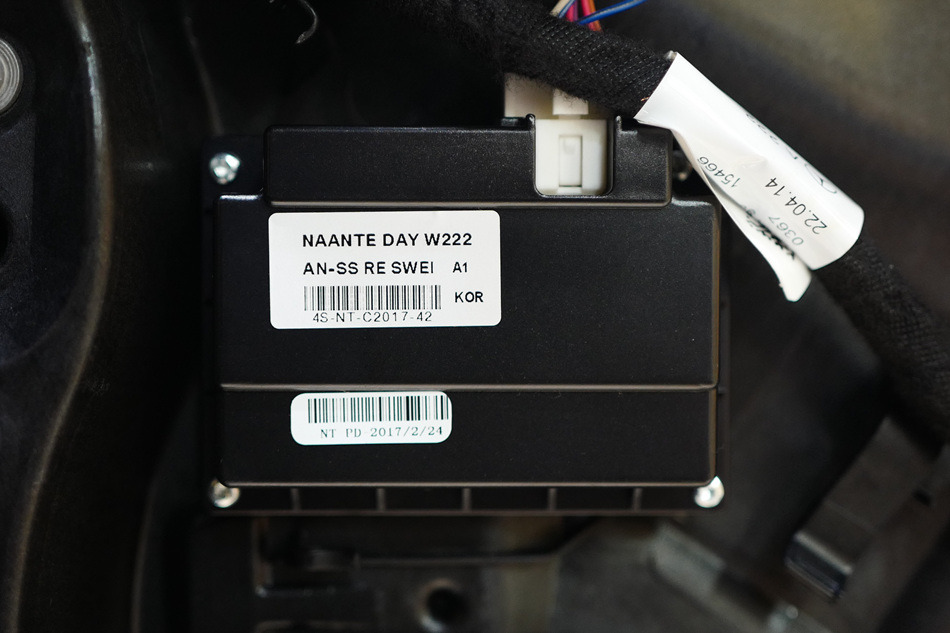 NAANTE DAY W222
AN-SS RE SWEI A1
KOR
4S-NT-C2017-42
NT PD-2017/2/24
22.04.14
0367
15466